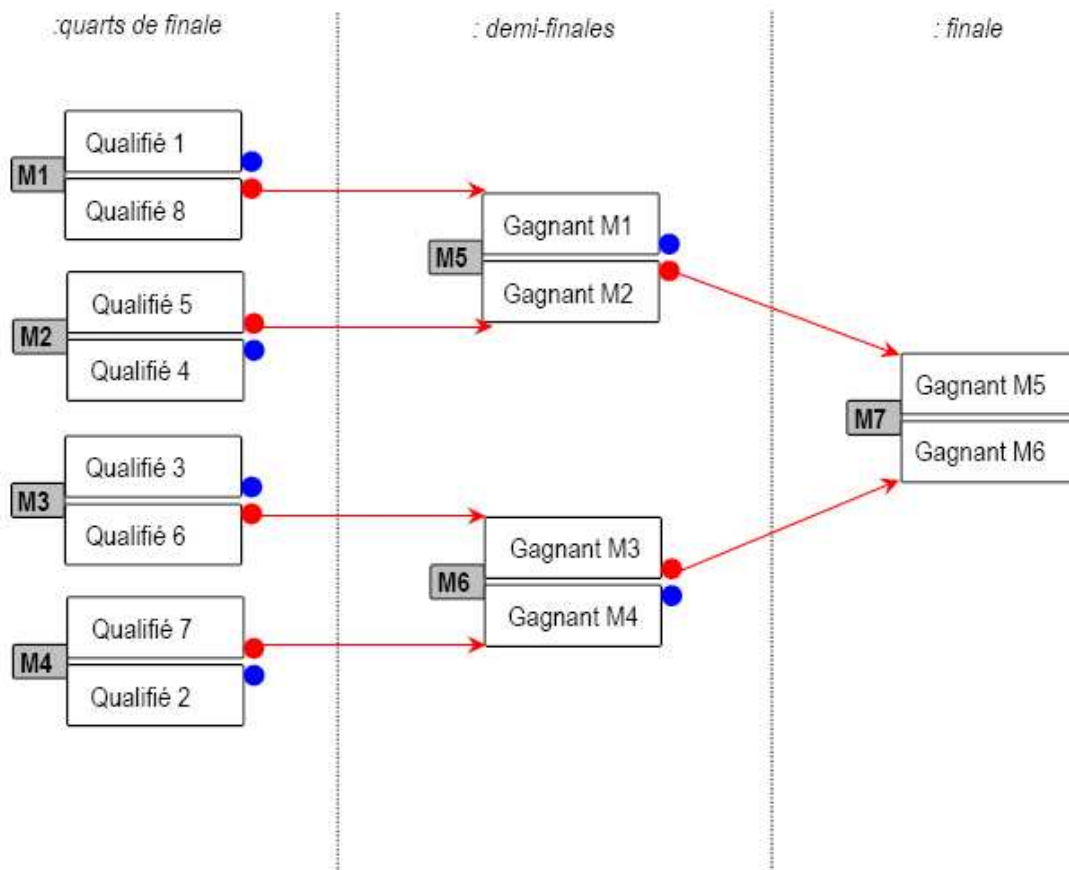 :quarts de finale
: demi-finales
: finale
M1
Qualifié 1
Qualifié 8
M2
Qualifié 5
Qualifié 4
M3
Qualifié 3
Qualifié 6
M4
Qualifié 7
Qualifié 2
M5
Gagnant M1
Gagnant M2
M6
Gagnant M3
Gagnant M4
M7
Gagnant M5
Gagnant M6